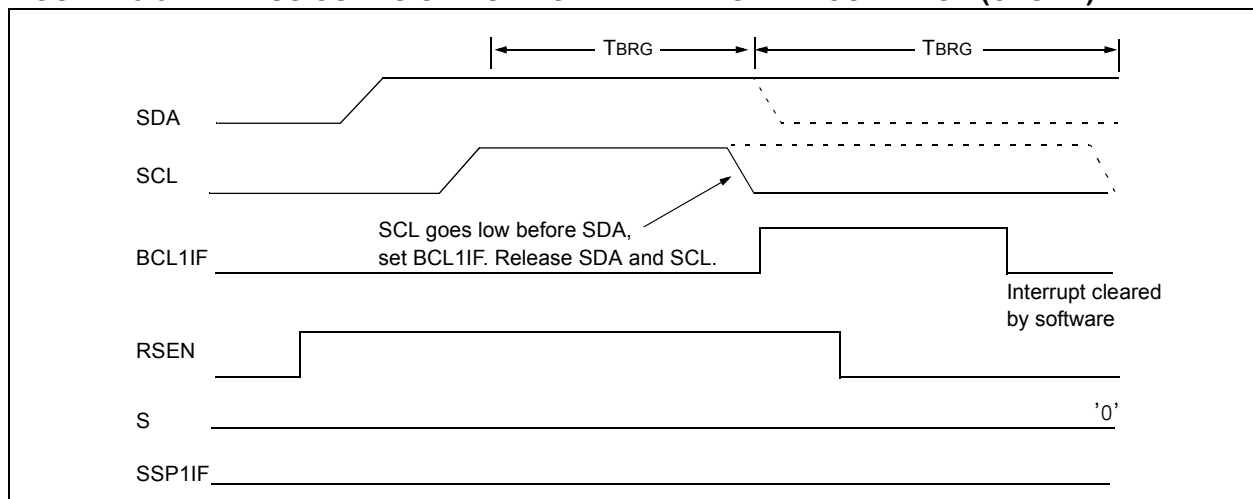 TBRG TBRG
SDA
SCL
SCL goes low before SDA,
set BCL1IF. Release SDA and SCL.
BCL1IF
Interrupt cleared
by software
RSEN
S '0'
SSP1IF